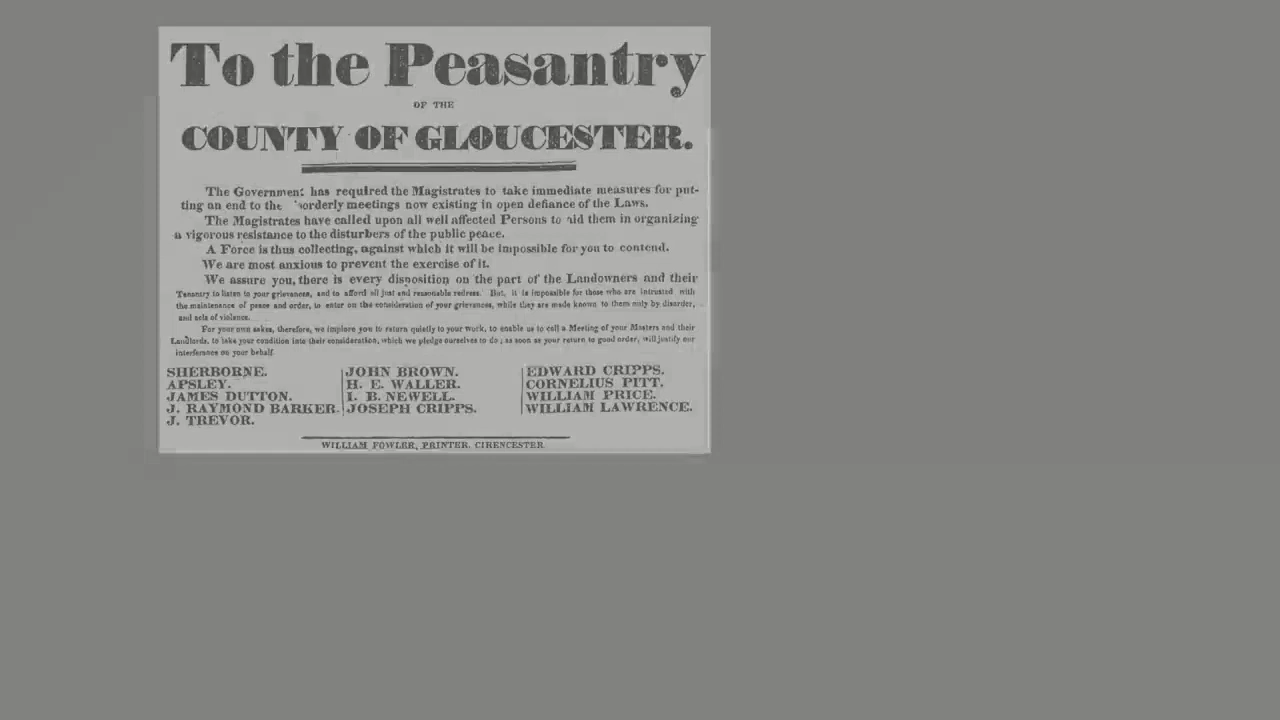 To the Peasantry
OF THE
COUNTY OF GLOUCESTER.
The Government has required the Magistrates to take immediate measures for put-
ting an end to the orderly meetings now existing in open defiance of the Laws.
The Magistrates have called upon all well affected Persons to aid them in organizing
a vigorous resistance to the disturbers of the public peace.
A Force is thus collecting, against which it will be impossible for you to contend.
We are most anxious to prevent the exercise of it.
We assure you, there is every disposition on the part of the Landowners and their
Tenantry to listen to your grievances, and to afford all just and reasonable redress. But, it is impossible for those who are intrusted with
the maintenance of peace and order, to enter on the consideration of your grievances, while they are made known to them only by disorder,
and acts of violence.
For your own sakes, therefore, we implore you to return quietly to your work, to enable us to call a Meeting of your Masters and their
Landlords, to take your condition into their consideration, which we pledge ourselves to do; as soon as your return to good order, will justify our
interference on your behalf.
SHERBORNE.
APSLEY.
JAMES DUTTON.
J. RAYMOND BARKER.
J. TREVOR.
JOHN BROWN.
H. E. WALLER.
I. B. NEWELL.
JOSEPH CRIPPS.
EDWARD CRIPPS.
CORNELIUS PITT.
WILLIAM PRICE.
WILLIAM LAWRENCE.
WILLIAM FOWLER, PRINTER, CIRENCESTER